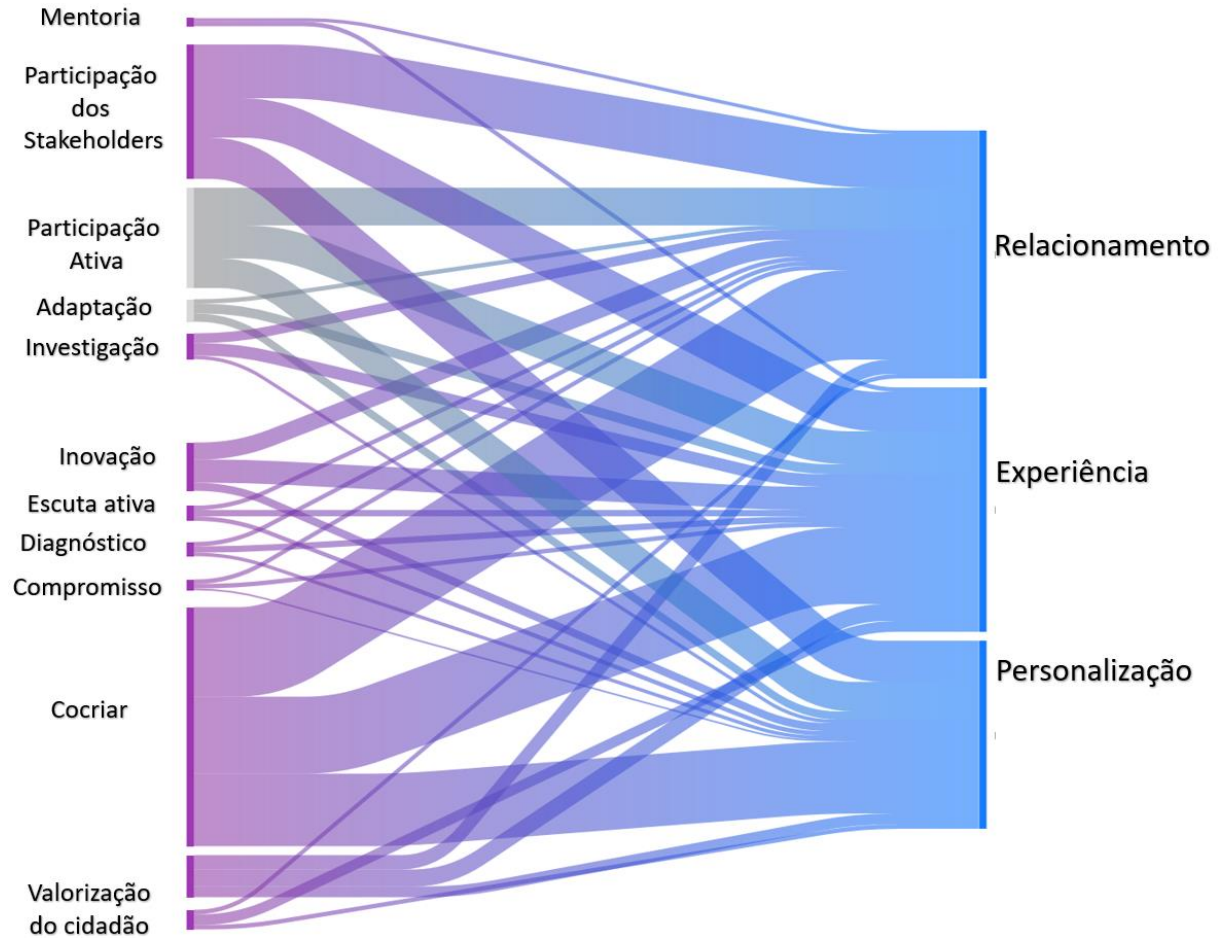 Mentoria
Participação
dos
Stakeholders
Participação
Ativa
Adaptação
Investigação
Inovação
Escuta ativa
Diagnóstico
Compromisso
Cocriar
Valorização
do cidadão
Relacionamento
Experiência
Personalização